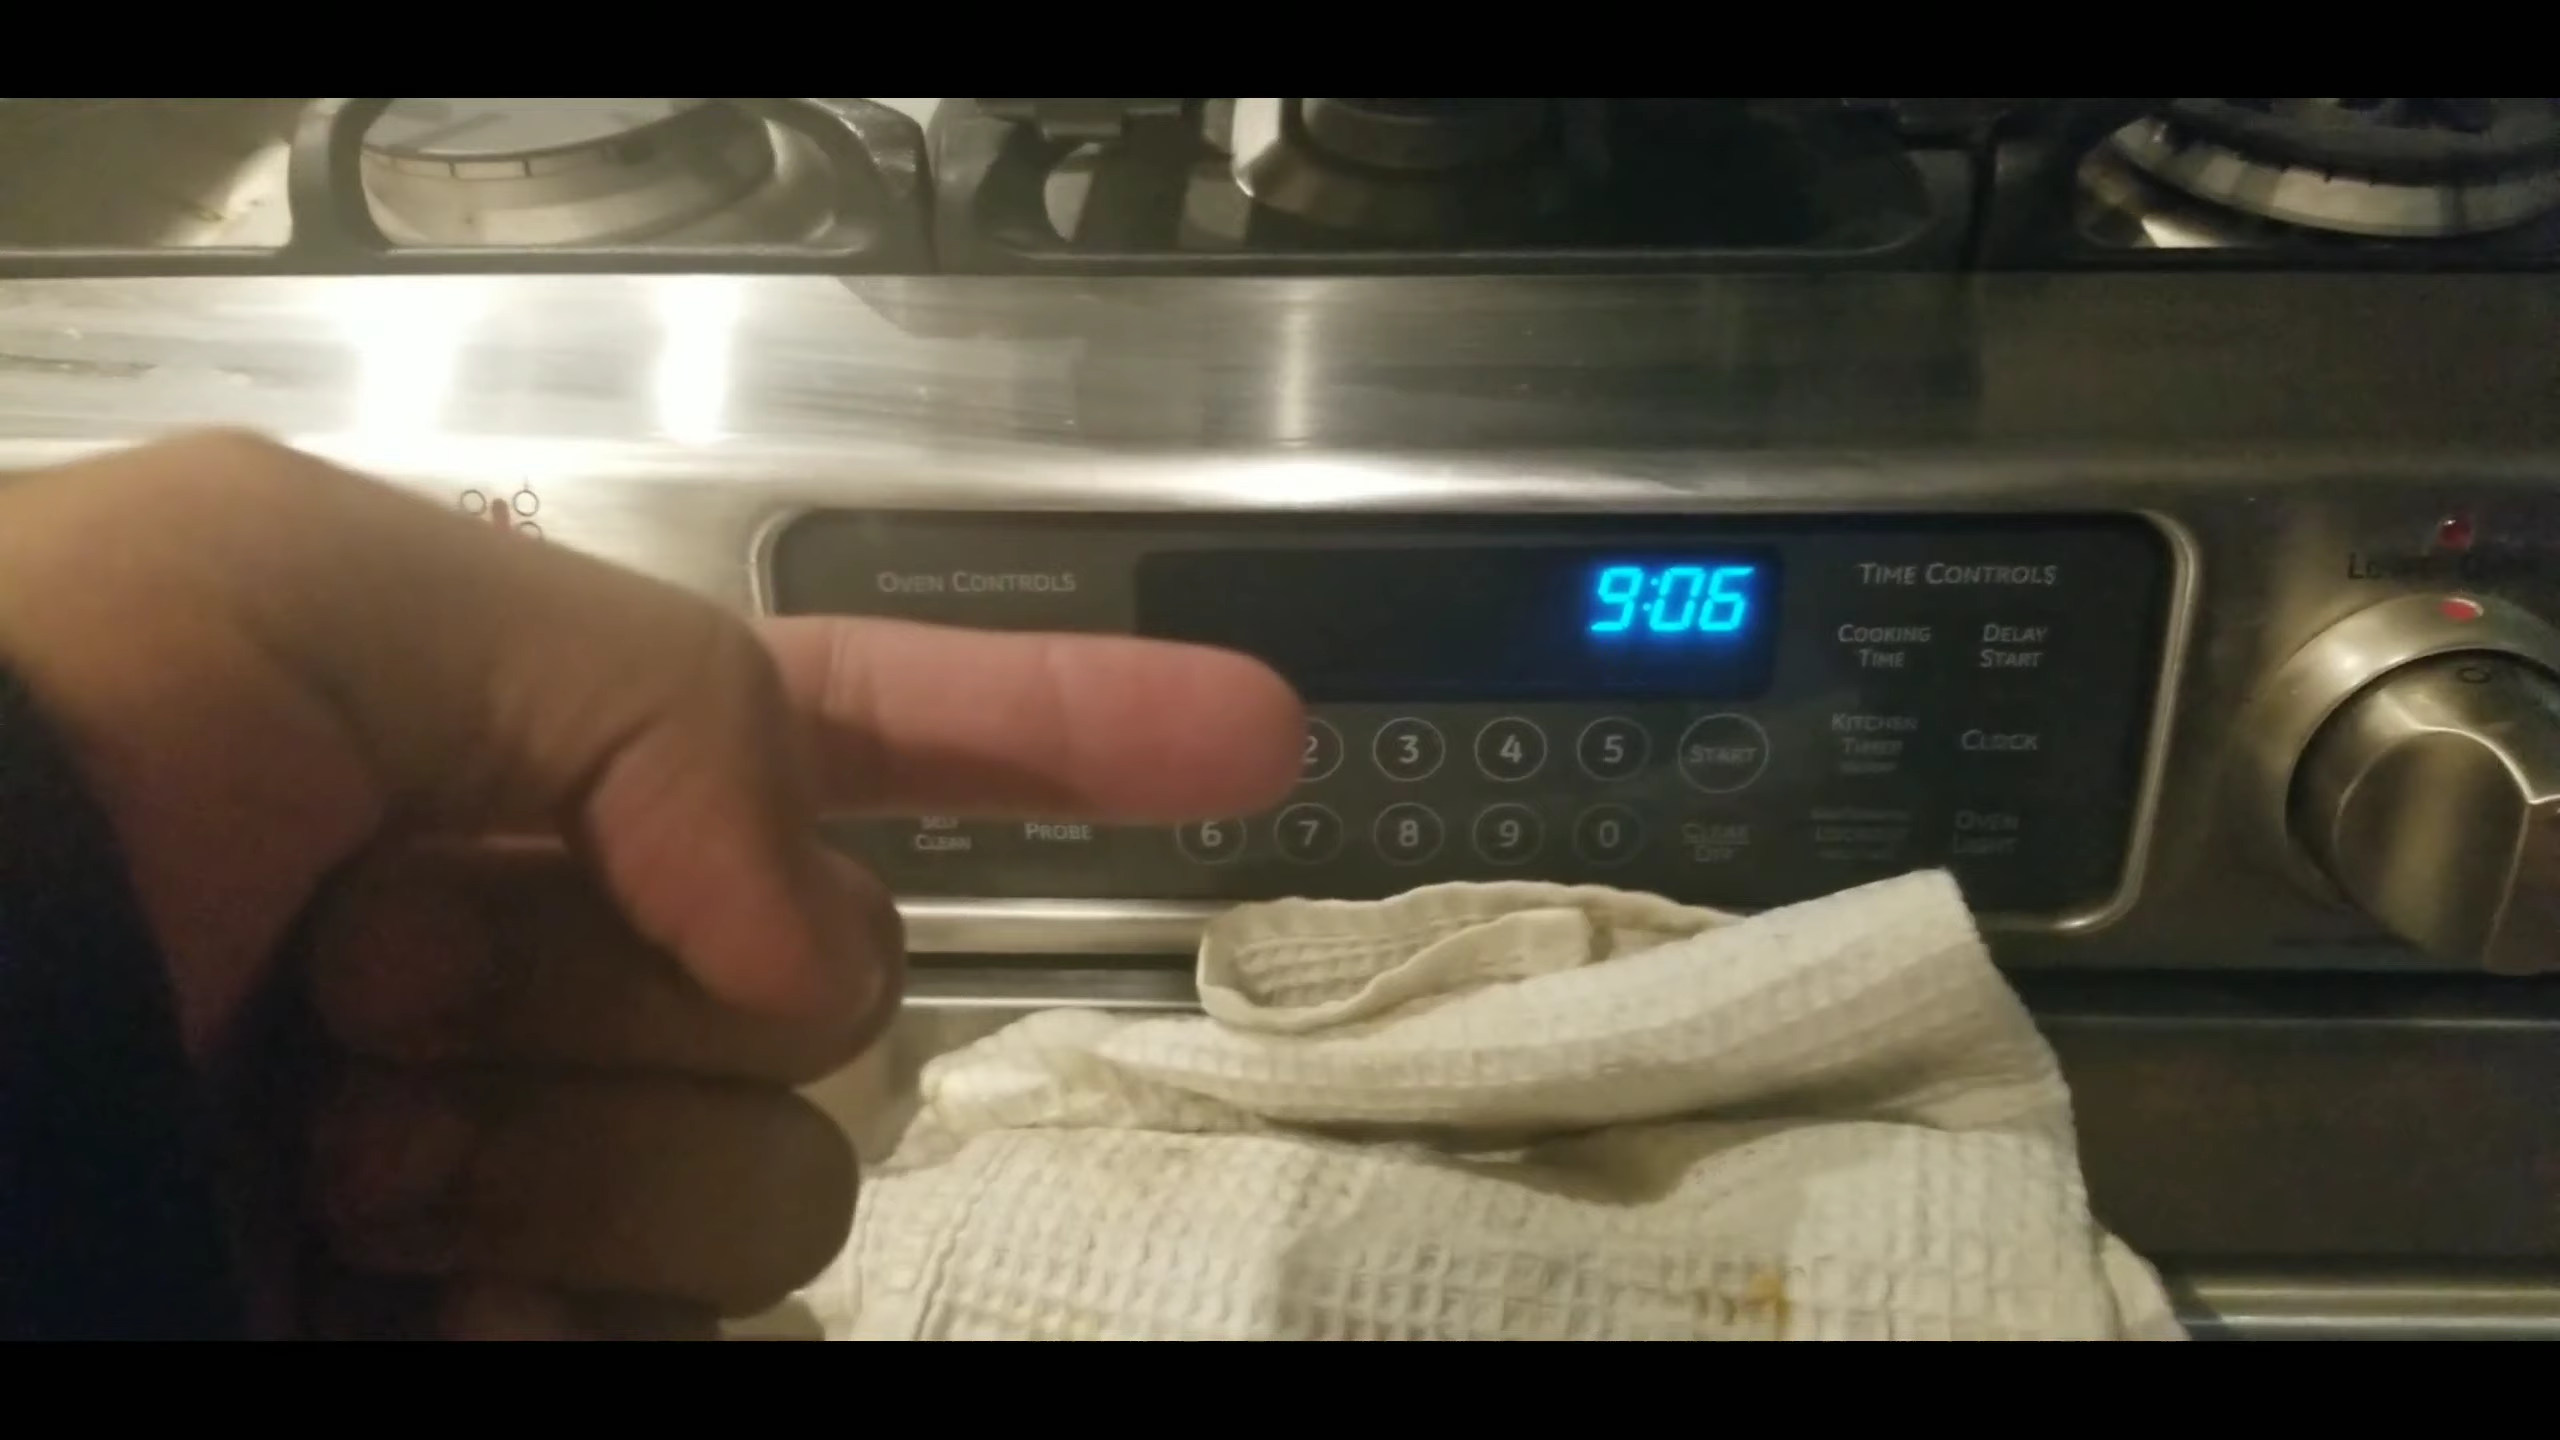 9:06
OVEN CONTROLS
TIME CONTROLS
COOKING TIME
DELAY START
2 3 4 5 START
KITCHEN TIMER
CLOCK
SELF CLEAN
PROBE
6 7 8 9 0
CLEAR OFF
OVEN LIGHT